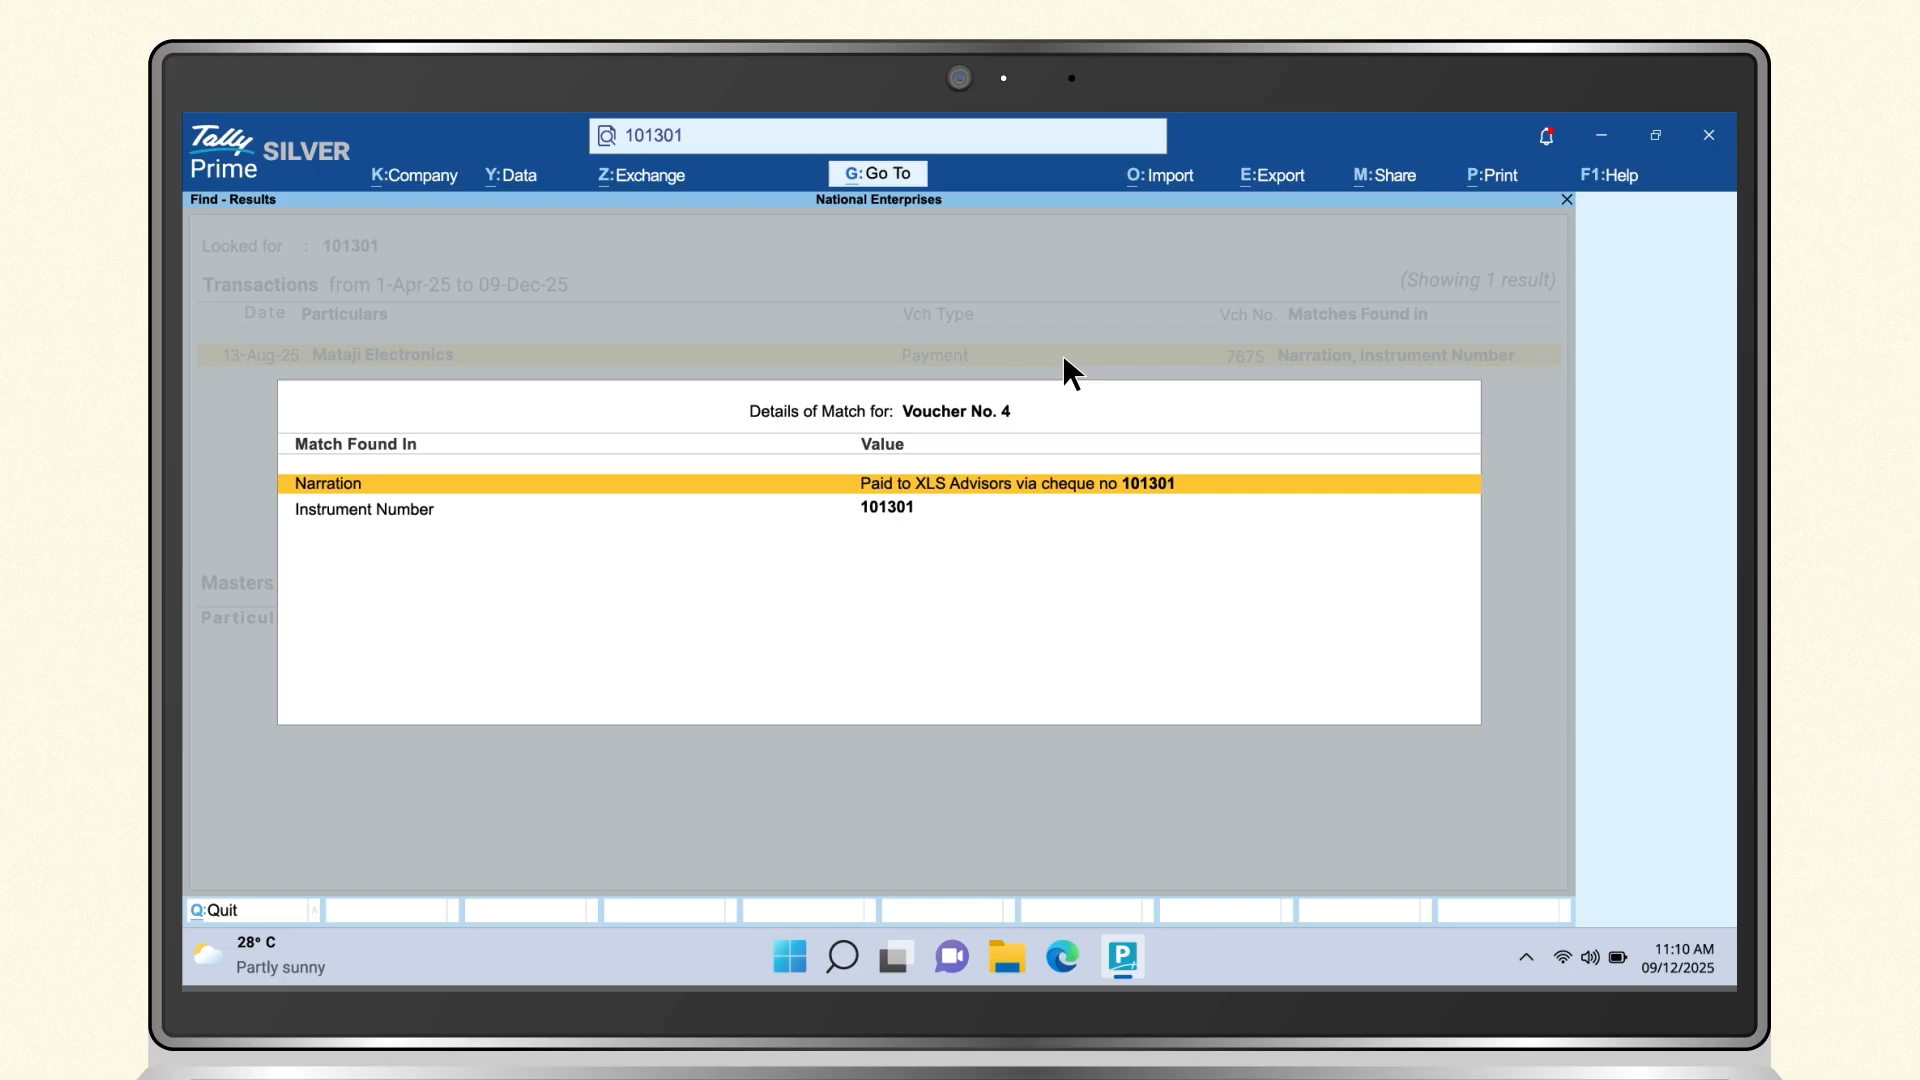 Tally Prime SILVER
101301
K:Company Y:Data Z:Exchange G:Go To O:Import E:Export M:Share P:Print F1:Help
Find - Results National Enterprises
Looked for : 101301
Transactions from 1-Apr-25 to 09-Dec-25 (Showing 1 result)
Date Particulars Vch Type Vch No. Matches Found in
13-Aug-25 Mataji Electronics Payment 7675 Narration, Instrument Number
Details of Match for: Voucher No. 4
Match Found In Value
Narration Paid to XLS Advisors via cheque no 101301
Instrument Number 101301
Masters
Q:Quit
28° C
Partly sunny
11:10 AM
09/12/2025